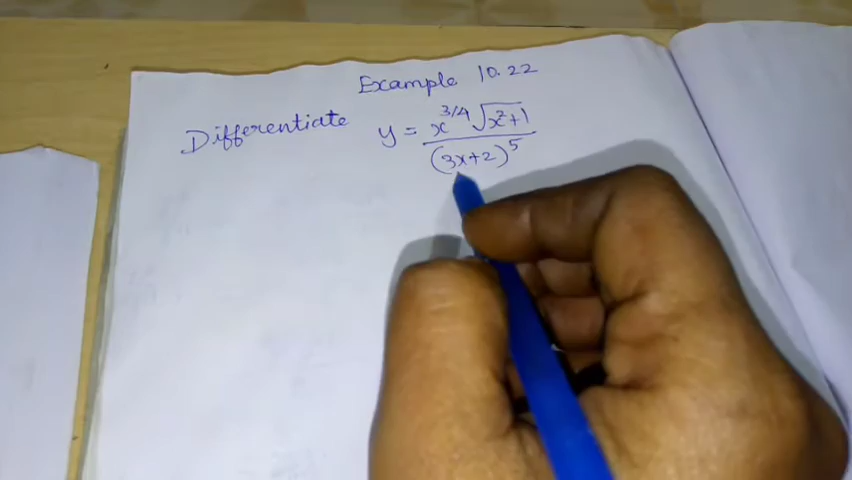 Example 10.22
Differentiate y = x^{3/4} √(x²+1) / (3x+2)^5